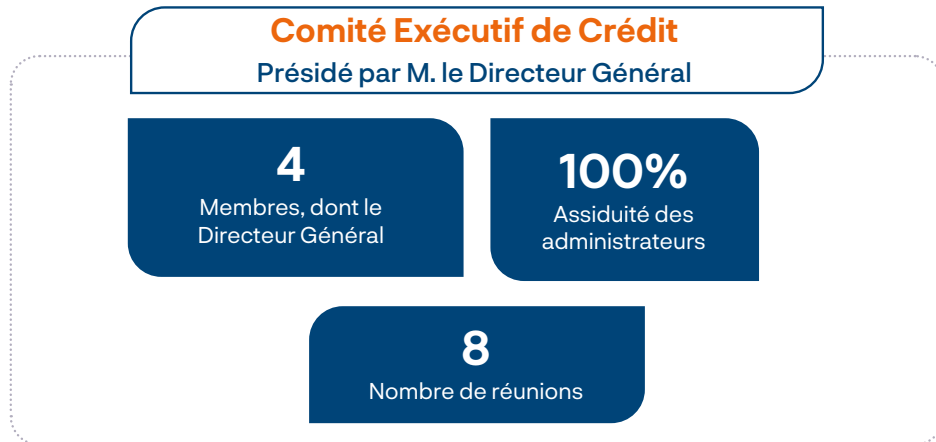 Comité Exécutif de Crédit
Présidé par M. le Directeur Général
4
Membres, dont le
Directeur Général
100%
Assiduité des
administrateurs
8
Nombre de réunions